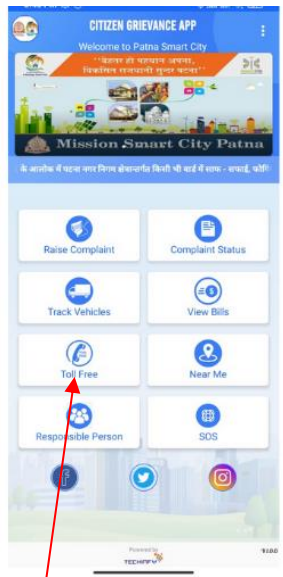 CITIZEN GRIEVANCE APP
Welcome to Patna Smart City
"बेहतर हो पहचान अपना,
विकसित राजधानी सुन्दर पटना"
Mission Smart City Patna
के आलोक में पटना नगर निगम क्षेत्रान्तर्गत किसी भी वार्ड में साफ - सफाई,
Raise Complaint
Complaint Status
Track Vehicles
View Bills
Toll Free
Near Me
Responsible Person
SOS
Powered by